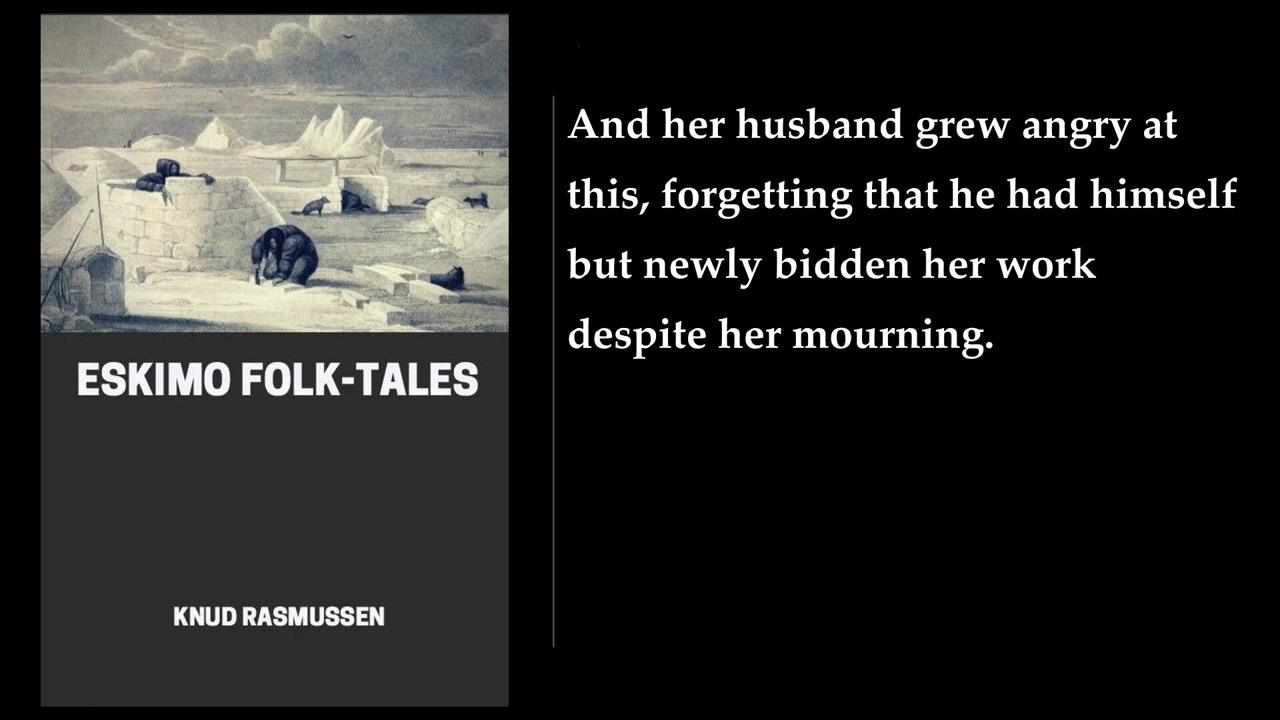 ESKIMO FOLK-TALES
KNUD RASMUSSEN
And her husband grew angry at
this, forgetting that he had himself
but newly bidden her work
despite her mourning.